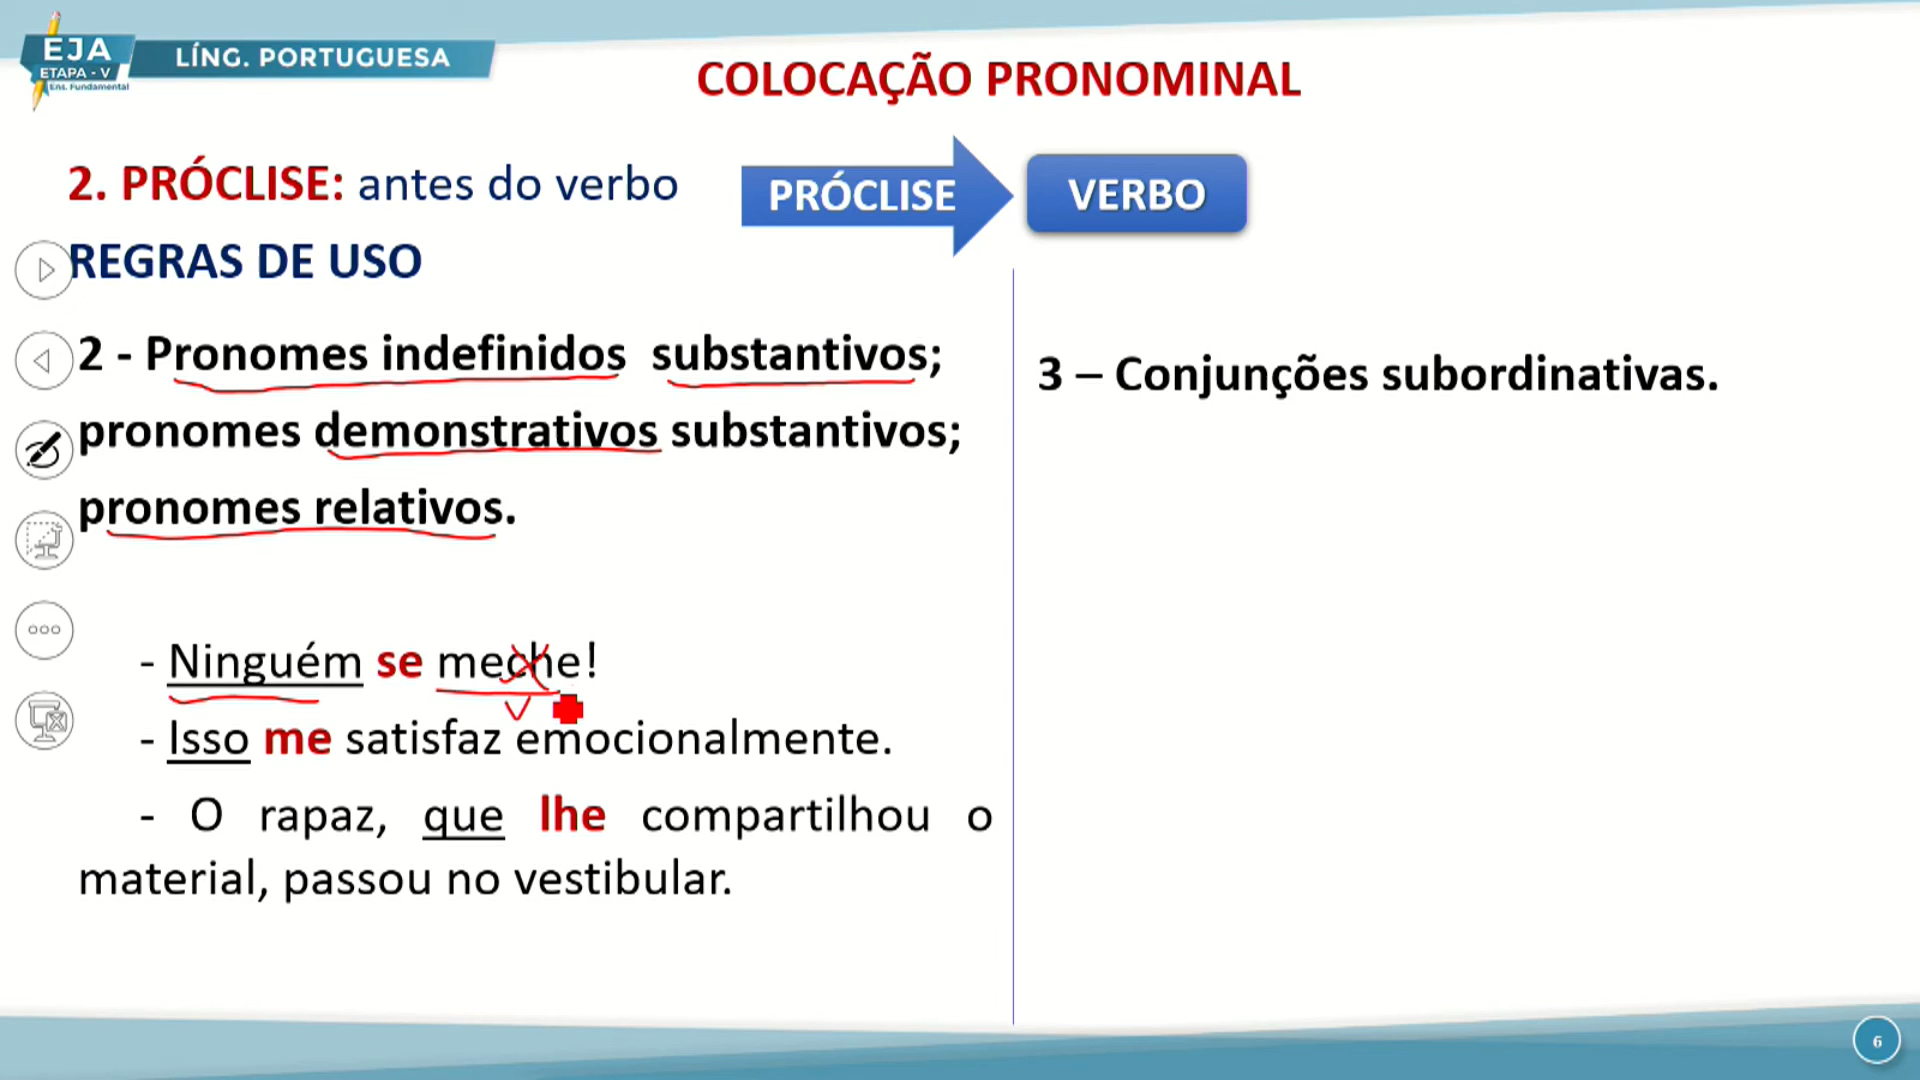 EJA
ETAPA - V
Ens. Fundamental
LÍNG. PORTUGUESA
COLOCAÇÃO PRONOMINAL
2. PRÓCLISE: antes do verbo
PRÓCLISE
VERBO
REGRAS DE USO
2 - Pronomes indefinidos substantivos;
pronomes demonstrativos substantivos;
pronomes relativos.
- Ninguém se meche!
- Isso me satisfaz emocionalmente.
- O rapaz, que lhe compartilhou o
material, passou no vestibular.
3 – Conjunções subordinativas.
6